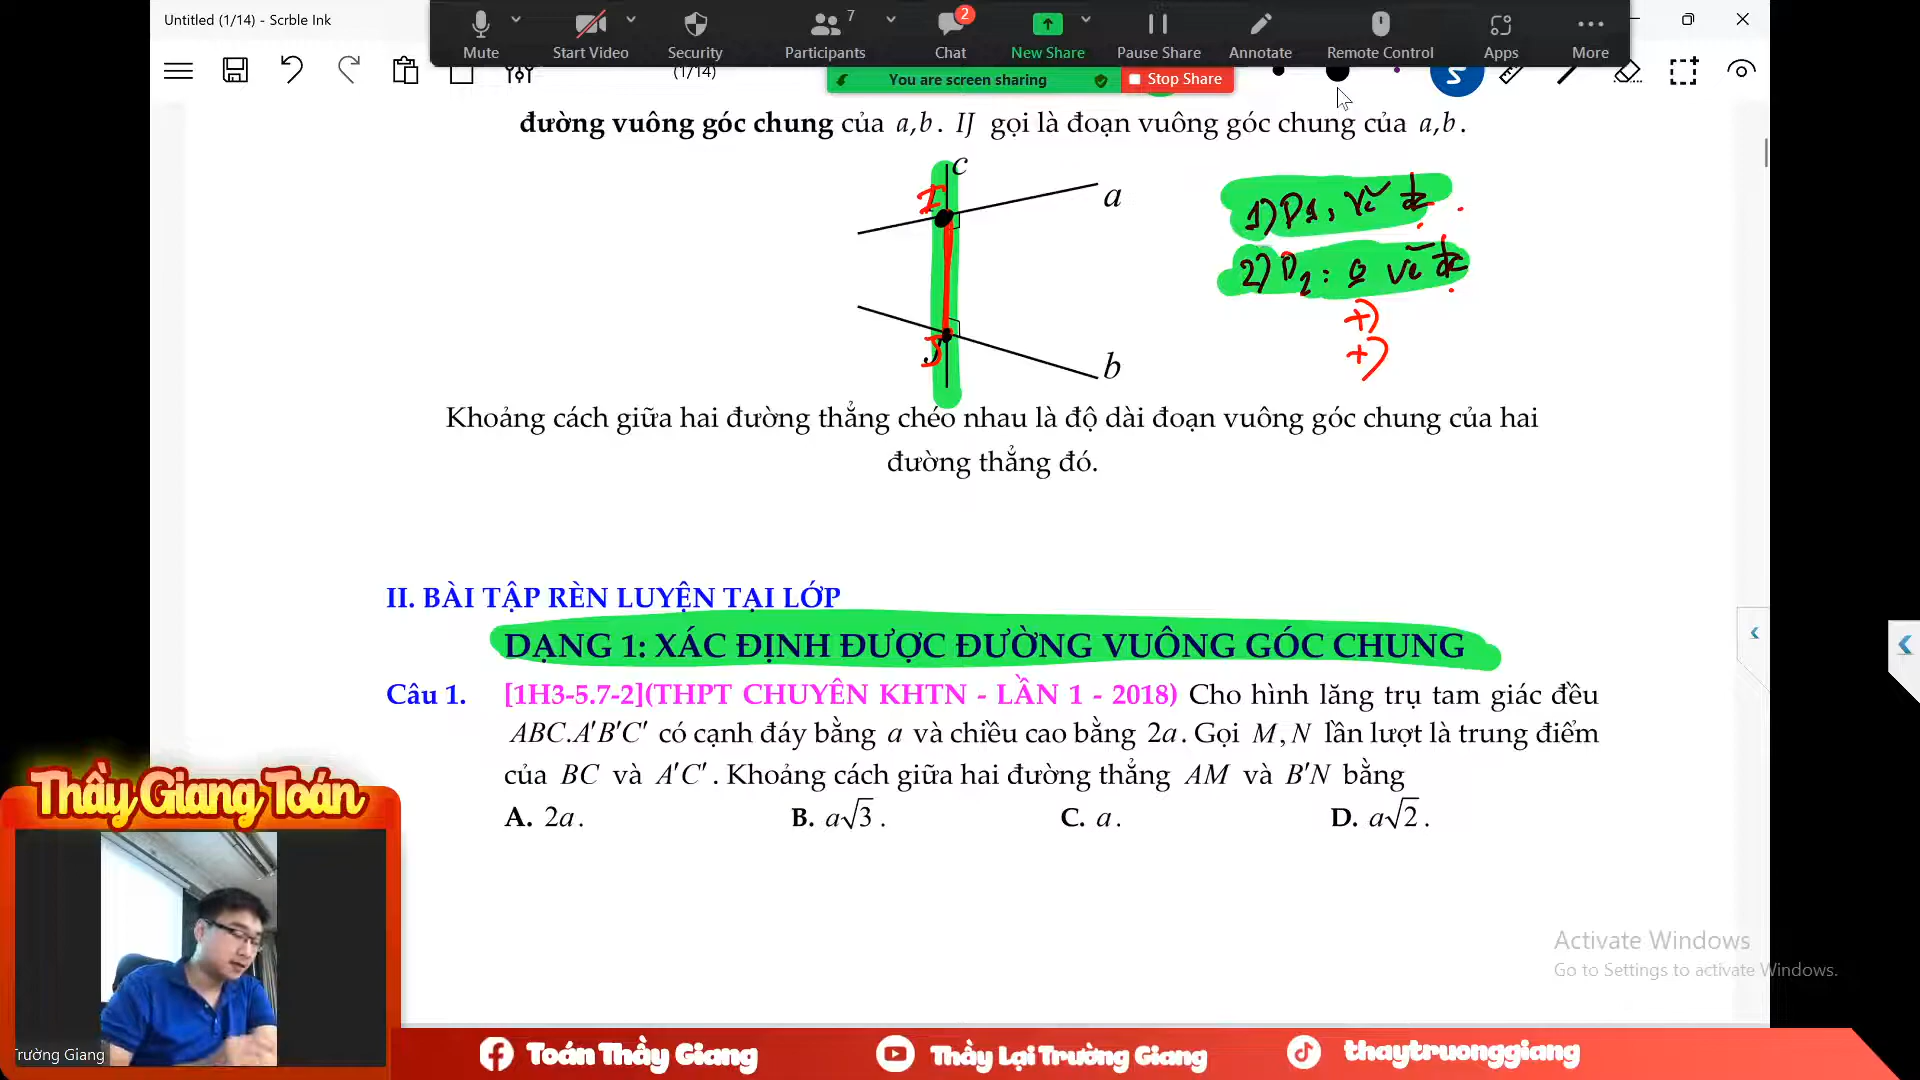 Untitled (1/14) - Scrble Ink
Mute
Start Video
Security
7
Participants
2
Chat
New Share
Pause Share
Annotate
Remote Control
Apps
More
(1/14)
You are screen sharing
Stop Share
đường vuông góc chung của a,b. IJ gọi là đoạn vuông góc chung của a,b.
c
I
a
J
b
1)
2)
+)
+)
Khoảng cách giữa hai đường thẳng chéo nhau là độ dài đoạn vuông góc chung của hai
đường thẳng đó.
II. BÀI TẬP RÈN LUYỆN TẠI LỚP
DẠNG 1: XÁC ĐỊNH ĐƯỢC ĐƯỜNG VUÔNG GÓC CHUNG
Câu 1. [1H3-5.7-2](THPT CHUYÊN KHTN - LẦN 1 - 2018) Cho hình lăng trụ tam giác đều
ABC.A'B'C' có cạnh đáy bằng a và chiều cao bằng 2a. Gọi M, N lần lượt là trung điểm
của BC và A'C'. Khoảng cách giữa hai đường thẳng AM và B'N bằng
A. 2a. B. a√3. C. a. D. a√2.
Thầy Giang Toán
Trường Giang
Activate Windows
Go to Settings to activate Windows.
Toán Thầy Giang
Thầy Lại Trường Giang
thaytruonggiang